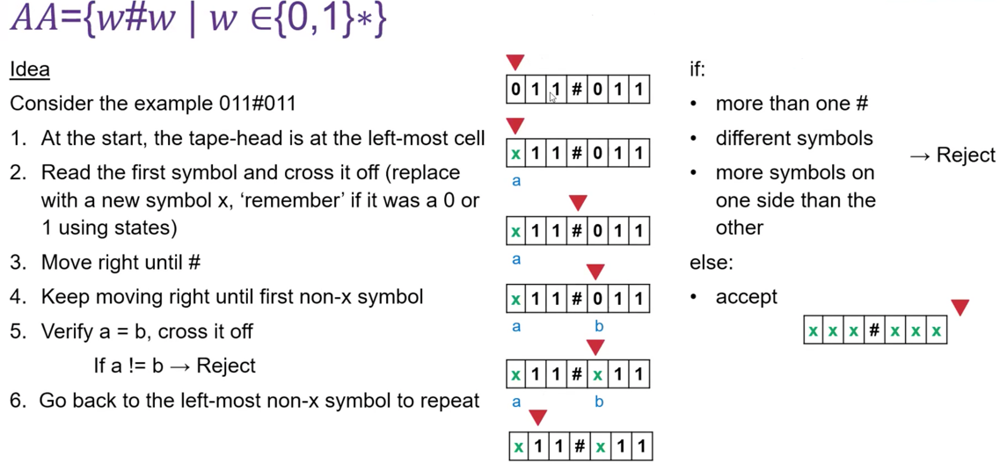 AA={w#w | w ∈{0,1}*}
Idea
Consider the example 011#011
1. At the start, the tape-head is at the left-most cell
2. Read the first symbol and cross it off (replace
with a new symbol x, ‘remember’ if it was a 0 or
1 using states)
3. Move right until #
4. Keep moving right until first non-x symbol
5. Verify a = b, cross it off
If a != b → Reject
6. Go back to the left-most non-x symbol to repeat
0 1 1 # 0 1 1
x 1 1 # 0 1 1
a
x 1 1 # 0 1 1
a
x 1 1 # 0 1 1
a b
x 1 1 # x 1 1
a b
x 1 1 # x 1 1
if:
• more than one #
• different symbols
• more symbols on
one side than the
other
→ Reject
else:
• accept
x x x # x x x